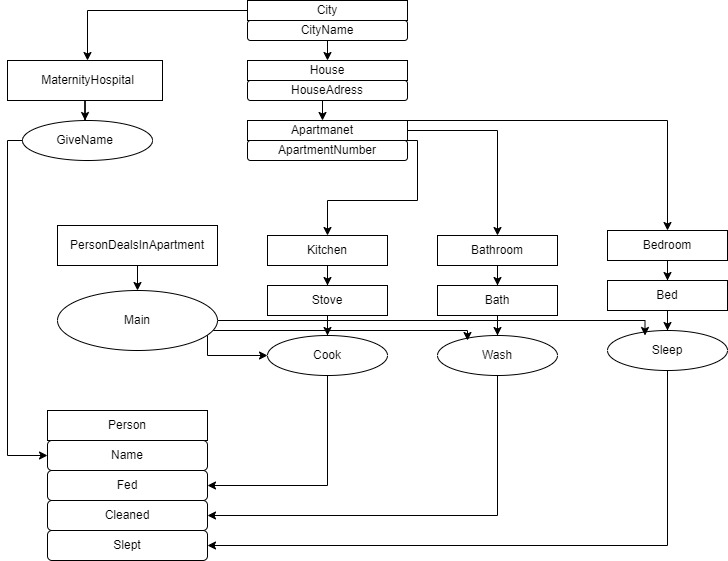 City
CityName
MaternityHospital
House
HouseAdress
GiveName
Apartmanet
ApartmentNumber
PersonDealsInApartment
Kitchen
Bathroom
Bedroom
Main
Stove
Bath
Bed
Cook
Wash
Sleep
Person
Name
Fed
Cleaned
Slept